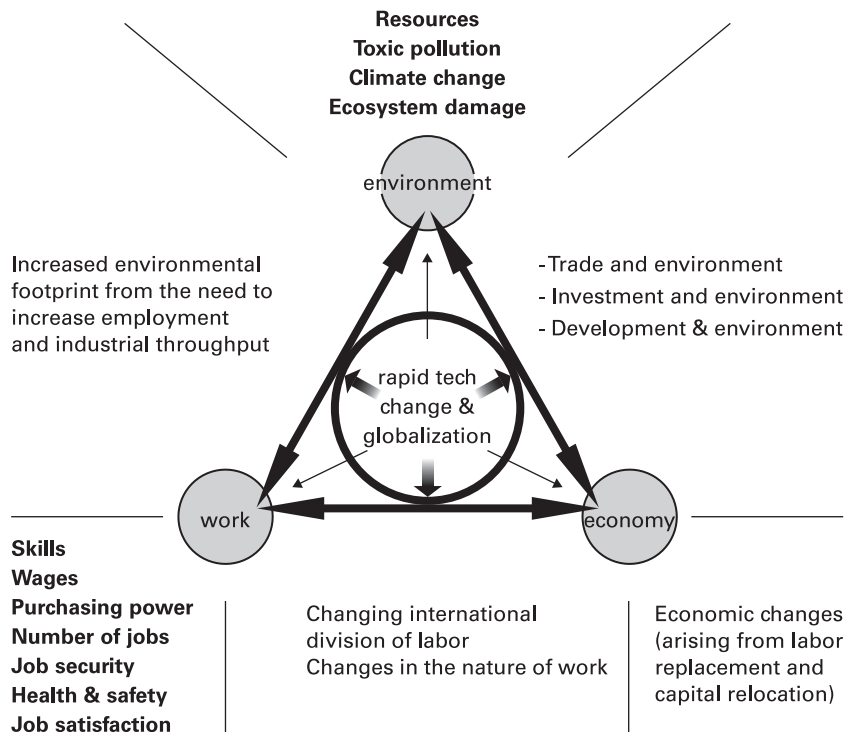 Resources
Toxic pollution
Climate change
Ecosystem damage
environment
Increased environmental
footprint from the need to
increase employment
and industrial throughput
- Trade and environment
- Investment and environment
- Development & environment
rapid tech
change &
globalization
work
economy
Skills
Wages
Purchasing power
Number of jobs
Job security
Health & safety
Job satisfaction
Changing international
division of labor
Changes in the nature of work
Economic changes
(arising from labor
replacement and
capital relocation)